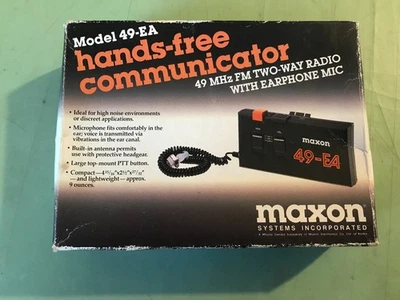 Model 49-EA
hands-free
communicator
49 MHz FM TWO-WAY RADIO
WITH EARPHONE MIC
• Ideal for high noise environments
or discreet applications.
• Microphone fits comfortably in the
ear; voice is transmitted via
vibrations in the ear canal.
• Built-in antenna permits
use with protective headgear.
• Large top-mount PTT button.
and lightweight—approx.
9 ounces.
maxon
49-EA
maxon
SYSTEMS INCORPORATED